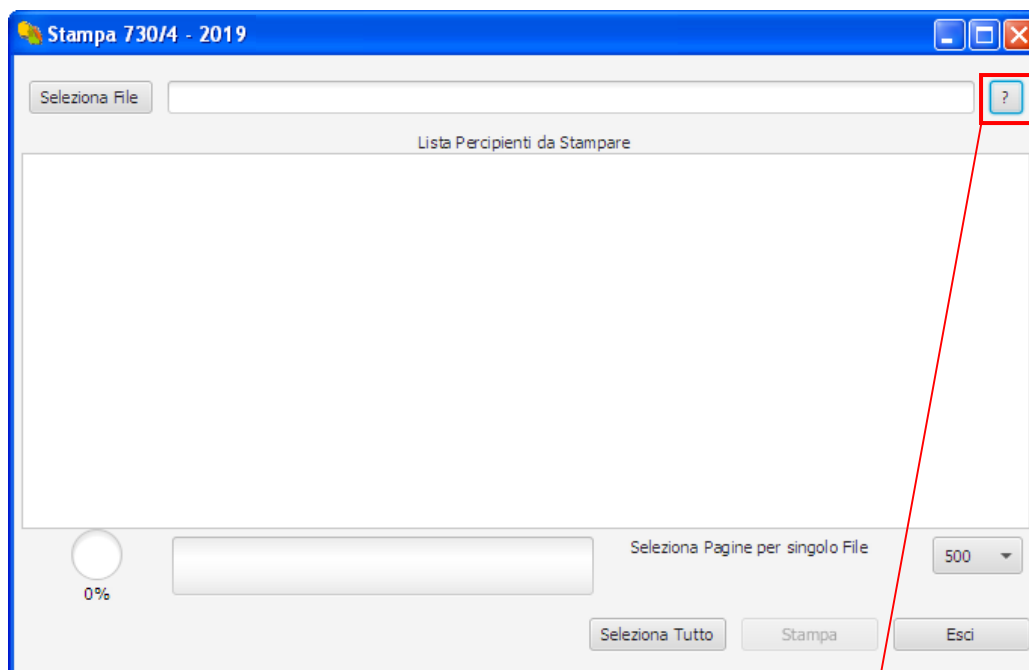 Stampa 730/4 - 2019
Seleziona File
?
Lista Percipienti da Stampare
Seleziona Pagine per singolo File
500
0%
Seleziona Tutto
Stampa
Esci